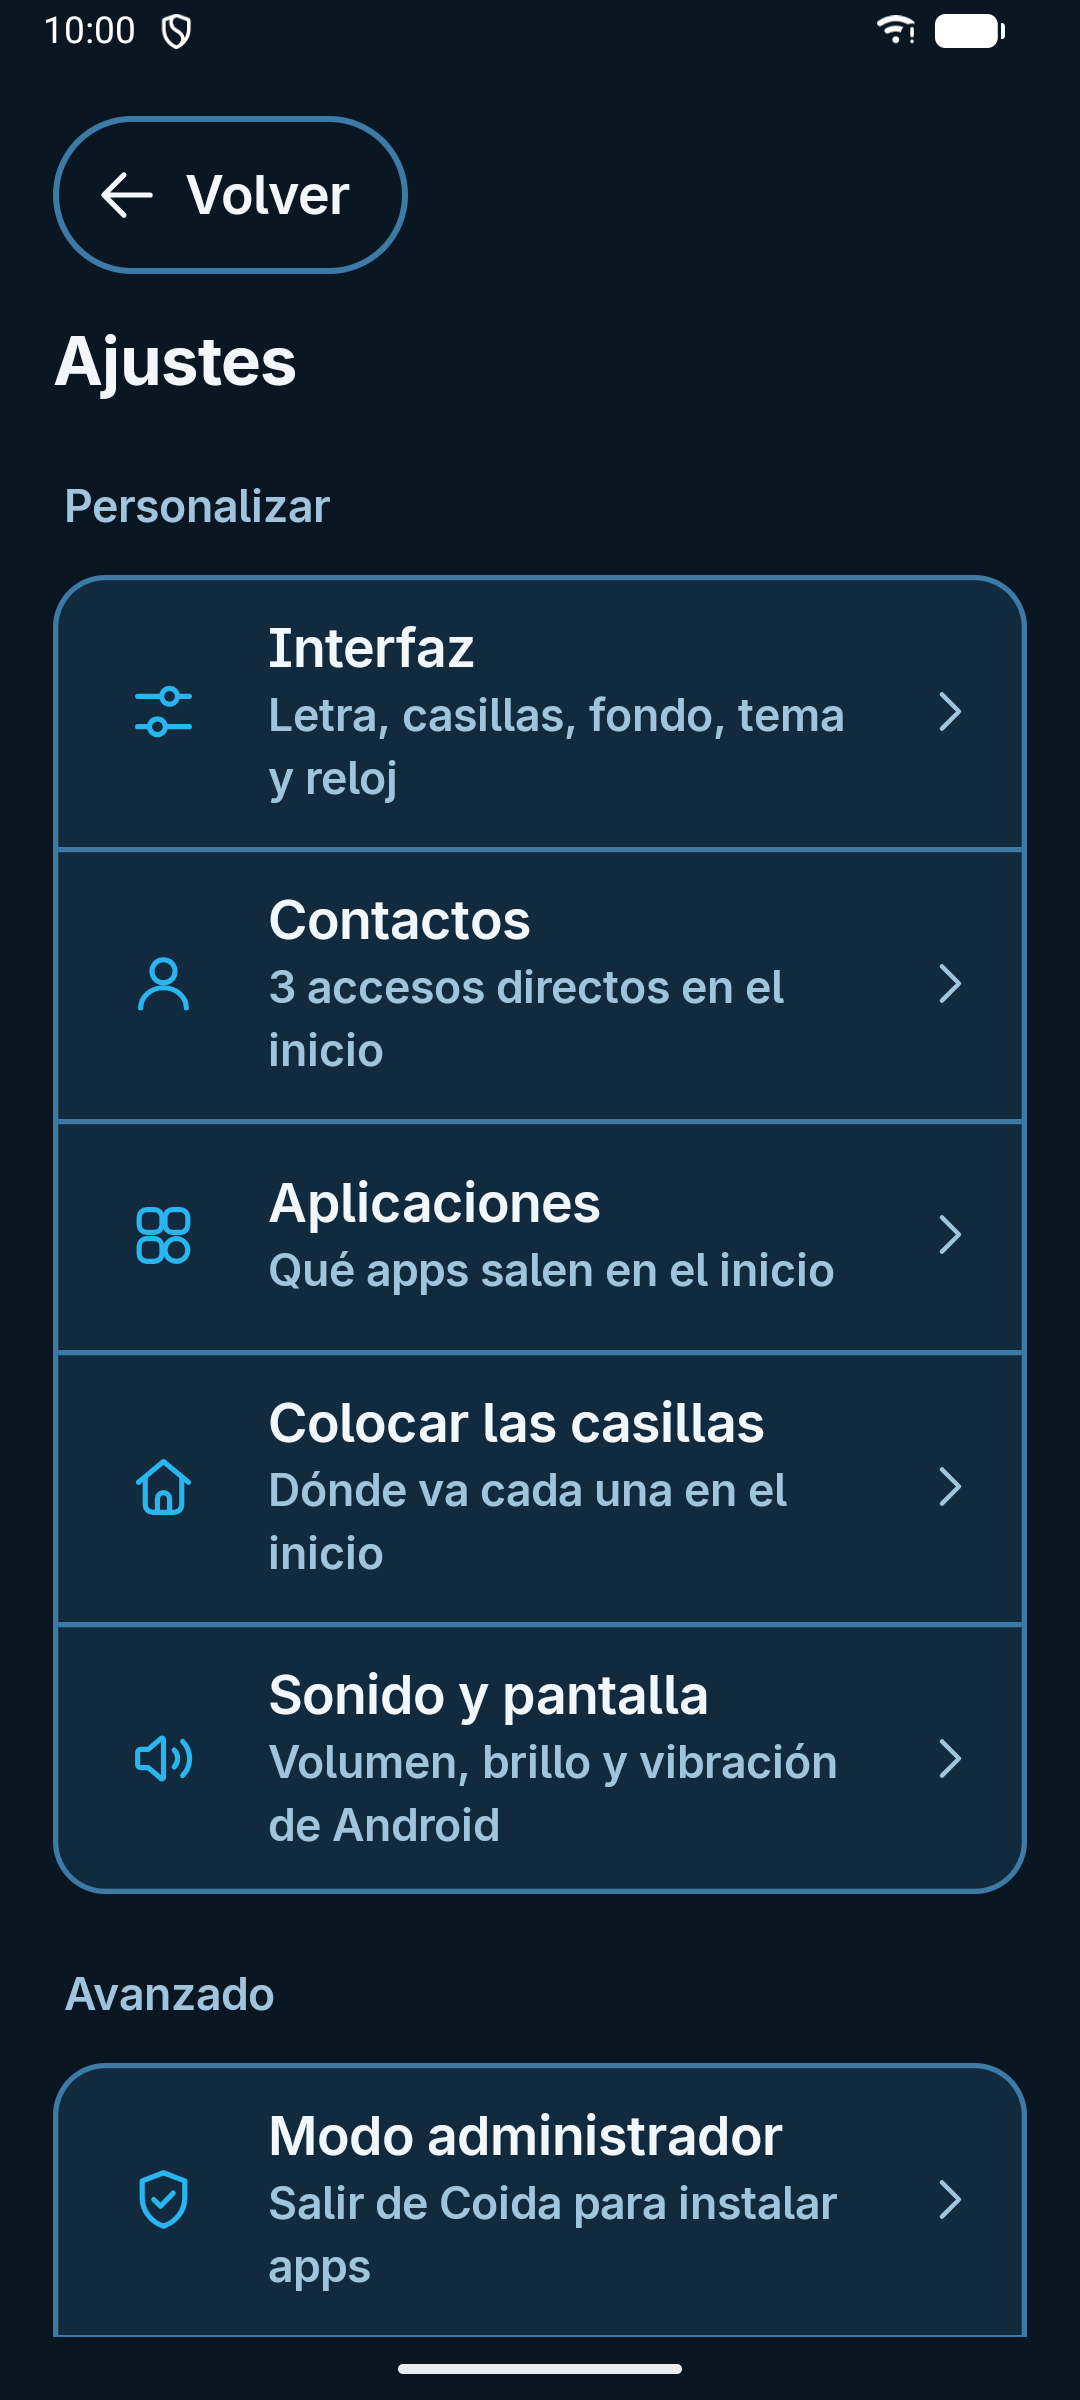 10:00
Volver
Ajustes
Personalizar
Interfaz
Letra, casillas, fondo, tema
y reloj
Contactos
3 accesos directos en el
inicio
Aplicaciones
Qué apps salen en el inicio
Colocar las casillas
Dónde va cada una en el
inicio
Sonido y pantalla
Volumen, brillo y vibración
de Android
Avanzado
Modo administrador
Salir de Coida para instalar
apps